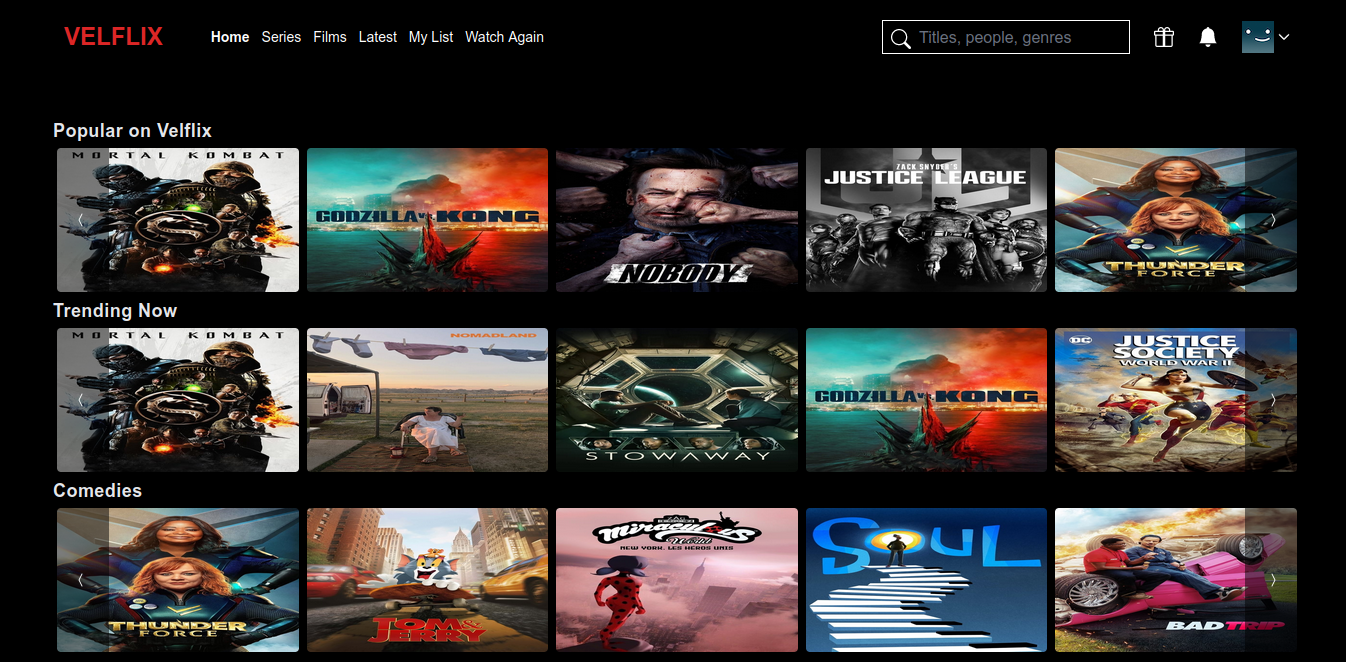 VELFLIX
Home Series Films Latest My List Watch Again
Titles, people, genres
Popular on Velflix
MORTAL KOMBAT
GODZILLA vs. KONG
NOBODY
ZACK SNYDER'S
JUSTICE LEAGUE
THUNDER
FORCE
Trending Now
MORTAL KOMBAT
NOMADLAND
STOWAWAY
GODZILLA vs. KONG
DC
JUSTICE
SOCIETY
WORLD WAR II
Comedies
THUNDER
FORCE
TOM &
JERRY
Miraculous
World
NEW YORK, LES HÉROS UNIS
SOUL
BAD TRIP